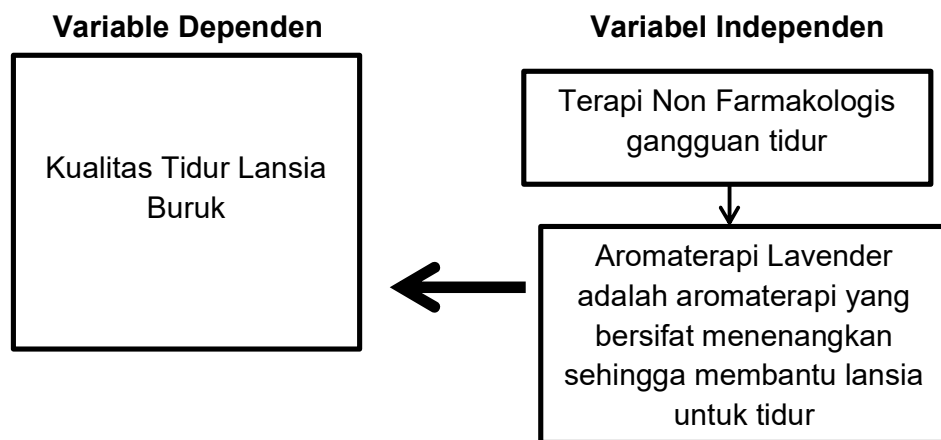 Variable Dependen
Variabel Independen
Kualitas Tidur Lansia
Buruk
Terapi Non Farmakologis
gangguan tidur
Aromaterapi Lavender
adalah aromaterapi yang
bersifat menenangkan
sehingga membantu lansia
untuk tidur